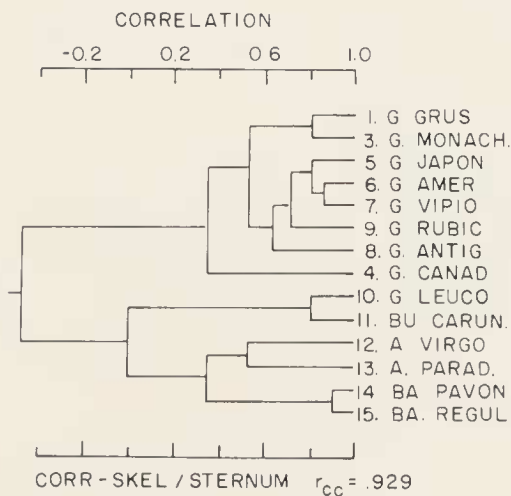 CORRELATION
-0.2 0.2 0.6 1.0
1. G GRUS
3. G. MONACH.
5 G JAPON
6. G AMER
7. G VIPIO
9. G RUBIC
8. G. ANTIG
4. G. CANAD
10. G LEUCO
11. BU CARUN.
12. A VIRGO
13. A. PARAD.
14 BA PAVON
15. BA. REGUL
CORR-SKEL / STERNUM rcc = .929